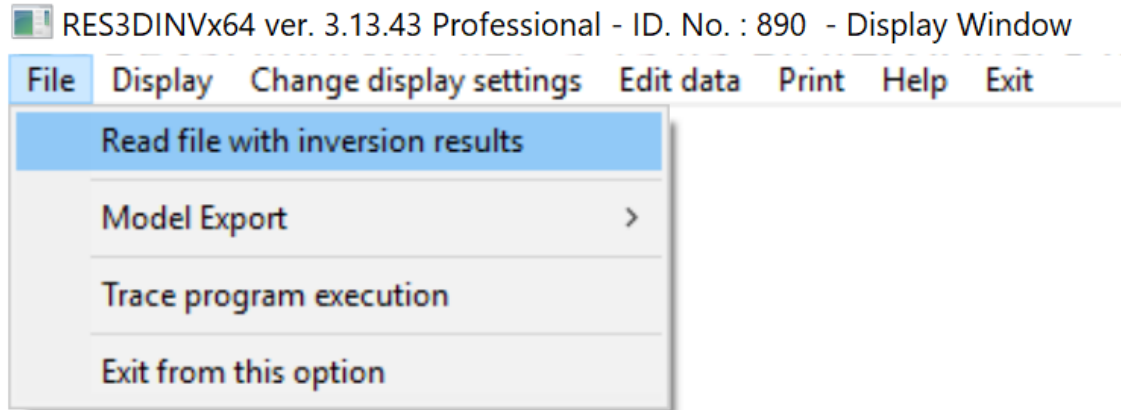 RES3DINVx64 ver. 3.13.43 Professional - ID. No. : 890 - Display Window
File Display Change display settings Edit data Print Help Exit
Read file with inversion results
Model Export >
Trace program execution
Exit from this option